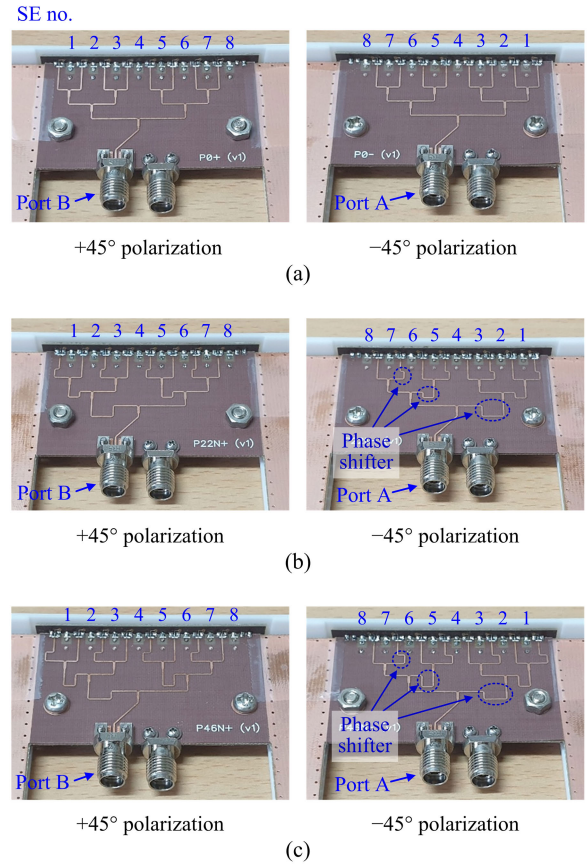 SE no.
1 2 3 4 5 6 7 8
8 7 6 5 4 3 2 1
P0+ (v1)
P0- (v1)
Port B
Port A
+45° polarization
−45° polarization
(a)
1 2 3 4 5 6 7 8
8 7 6 5 4 3 2 1
P22N+ (v1)
Phase
shifter
(v1)
Port B
Port A
+45° polarization
−45° polarization
(b)
1 2 3 4 5 6 7 8
8 7 6 5 4 3 2 1
P46N+ (v1)
Phase
shifter
(v1)
Port B
Port A
+45° polarization
−45° polarization
(c)